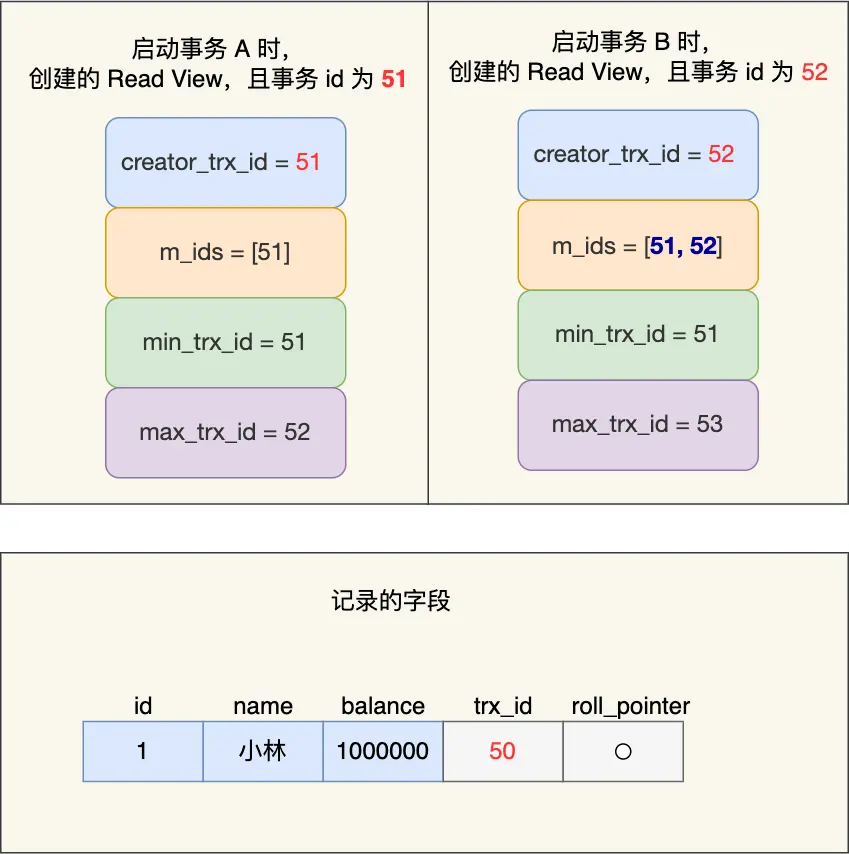 启动事务 A 时，
创建的 Read View，且事务 id 为 51
creator_trx_id = 51
m_ids = [51]
min_trx_id = 51
max_trx_id = 52
启动事务 B 时，
创建的 Read View，且事务 id 为 52
creator_trx_id = 52
m_ids = [51, 52]
min_trx_id = 51
max_trx_id = 53
记录的字段
id name balance trx_id roll_pointer
1 小林 1000000 50